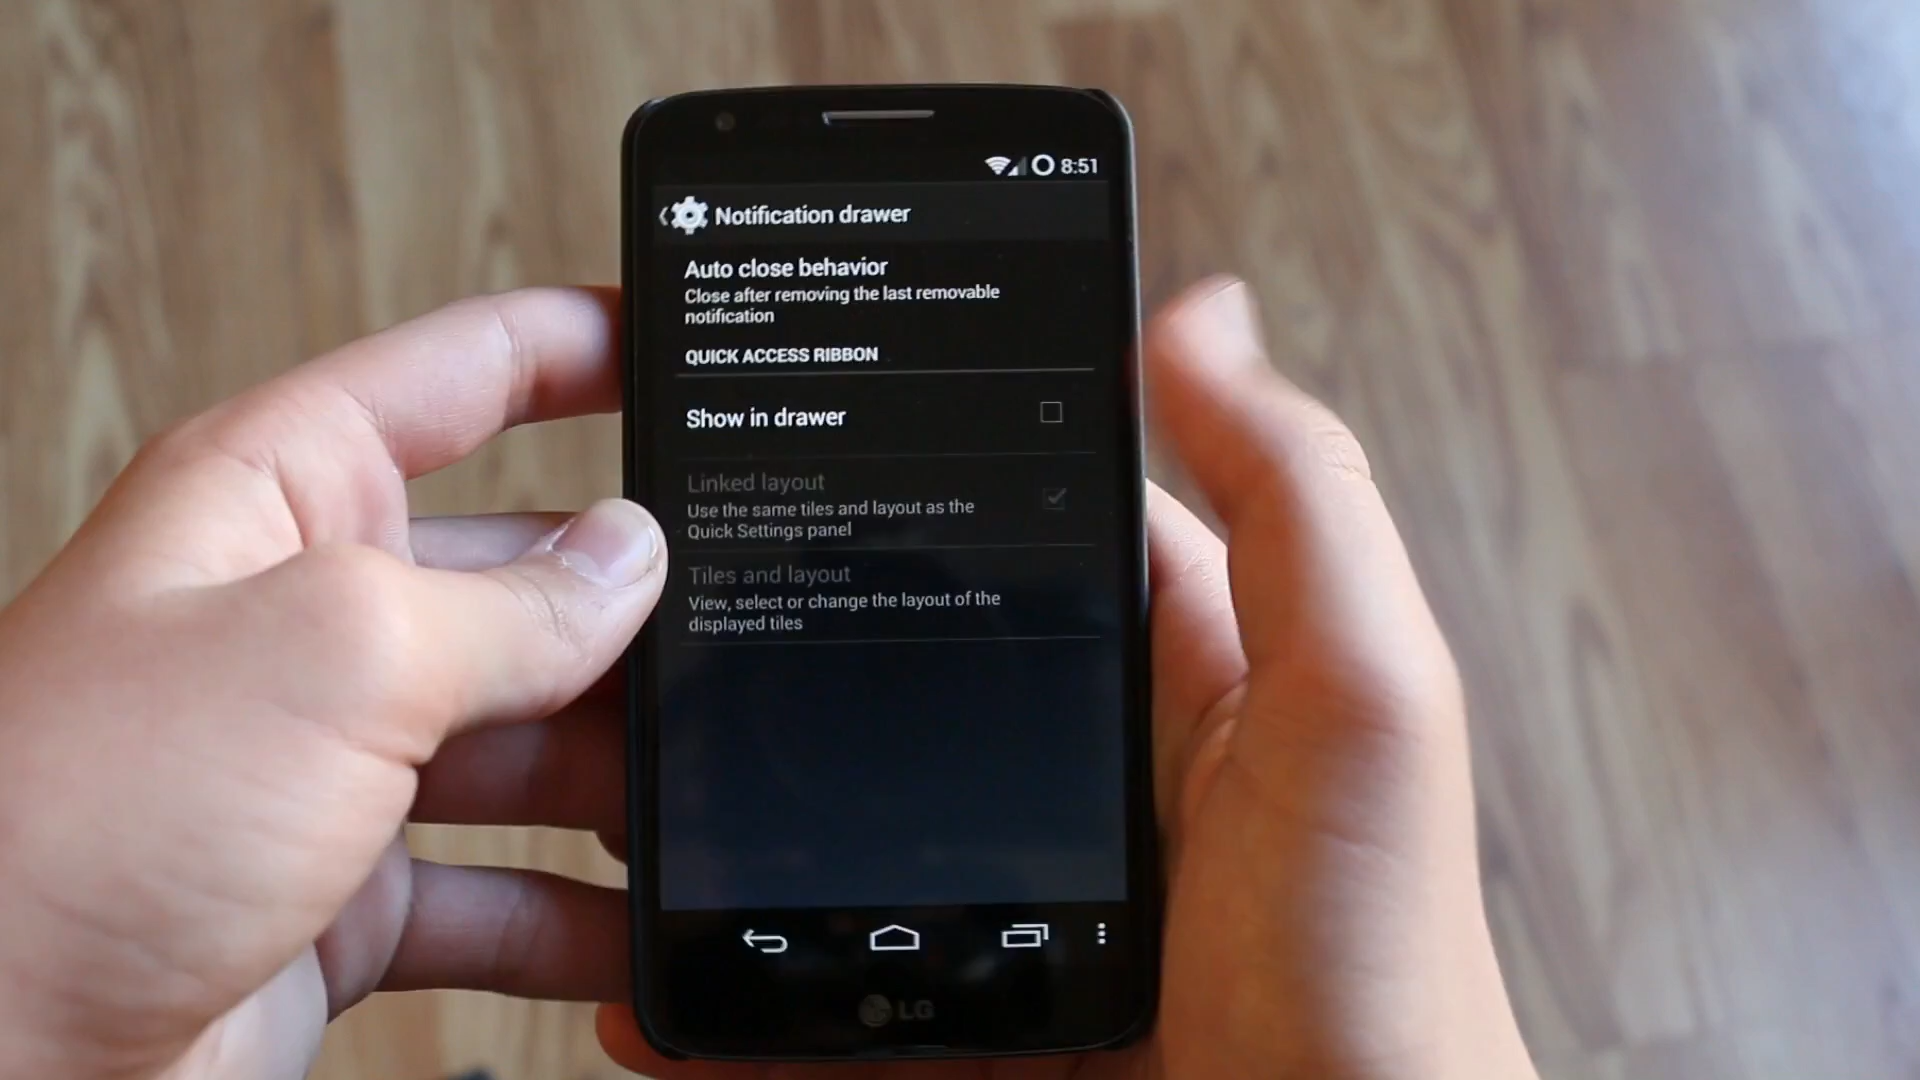 8:51
Notification drawer
Auto close behavior
Close after removing the last removable
notification
QUICK ACCESS RIBBON
Show in drawer
Linked layout
Use the same tiles and layout as the
Quick Settings panel
Tiles and layout
View, select or change the layout of the
displayed tiles
LG